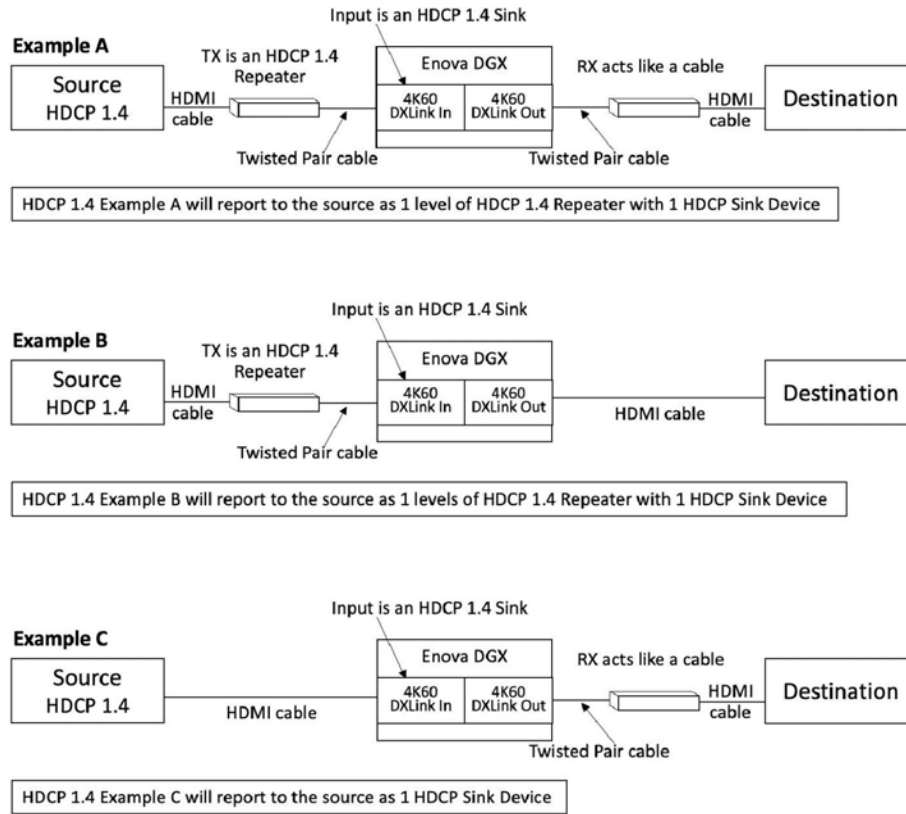 Input is an HDCP 1.4 Sink
Example A
TX is an HDCP 1.4
Repeater
Source
HDCP 1.4
HDMI
cable
Twisted Pair cable
Enova DGX
4K60
DXLink In
4K60
DXLink Out
RX acts like a cable
Twisted Pair cable
HDMI
cable
Destination
HDCP 1.4 Example A will report to the source as 1 level of HDCP 1.4 Repeater with 1 HDCP Sink Device
Input is an HDCP 1.4 Sink
Example B
TX is an HDCP 1.4
Repeater
Source
HDCP 1.4
HDMI
cable
Twisted Pair cable
Enova DGX
4K60
DXLink In
4K60
DXLink Out
HDMI cable
Destination
HDCP 1.4 Example B will report to the source as 1 levels of HDCP 1.4 Repeater with 1 HDCP Sink Device
Input is an HDCP 1.4 Sink
Example C
Source
HDCP 1.4
HDMI cable
Enova DGX
4K60
DXLink In
4K60
DXLink Out
RX acts like a cable
Twisted Pair cable
HDMI
cable
Destination
HDCP 1.4 Example C will report to the source as 1 HDCP Sink Device